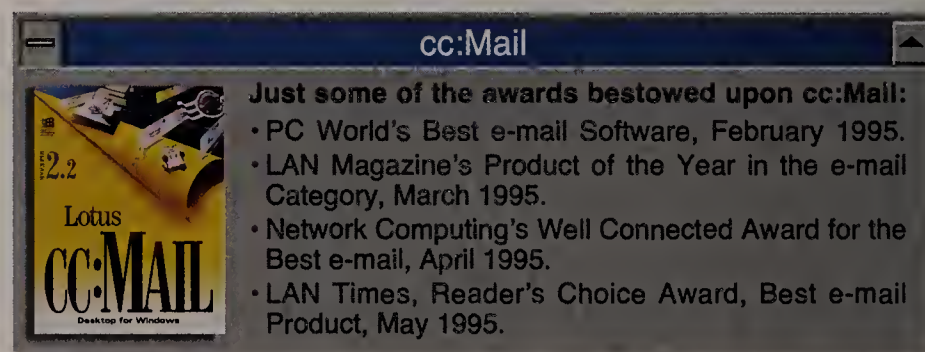 cc:Mail
Just some of the awards bestowed upon cc:Mail:
• PC World's Best e-mail Software, February 1995.
• LAN Magazine's Product of the Year in the e-mail
Category, March 1995.
• Network Computing's Well Connected Award for the
Best e-mail, April 1995.
• LAN Times, Reader's Choice Award, Best e-mail
Product, May 1995.
2.2
Lotus
CC:MAIL
Desktop for Windows